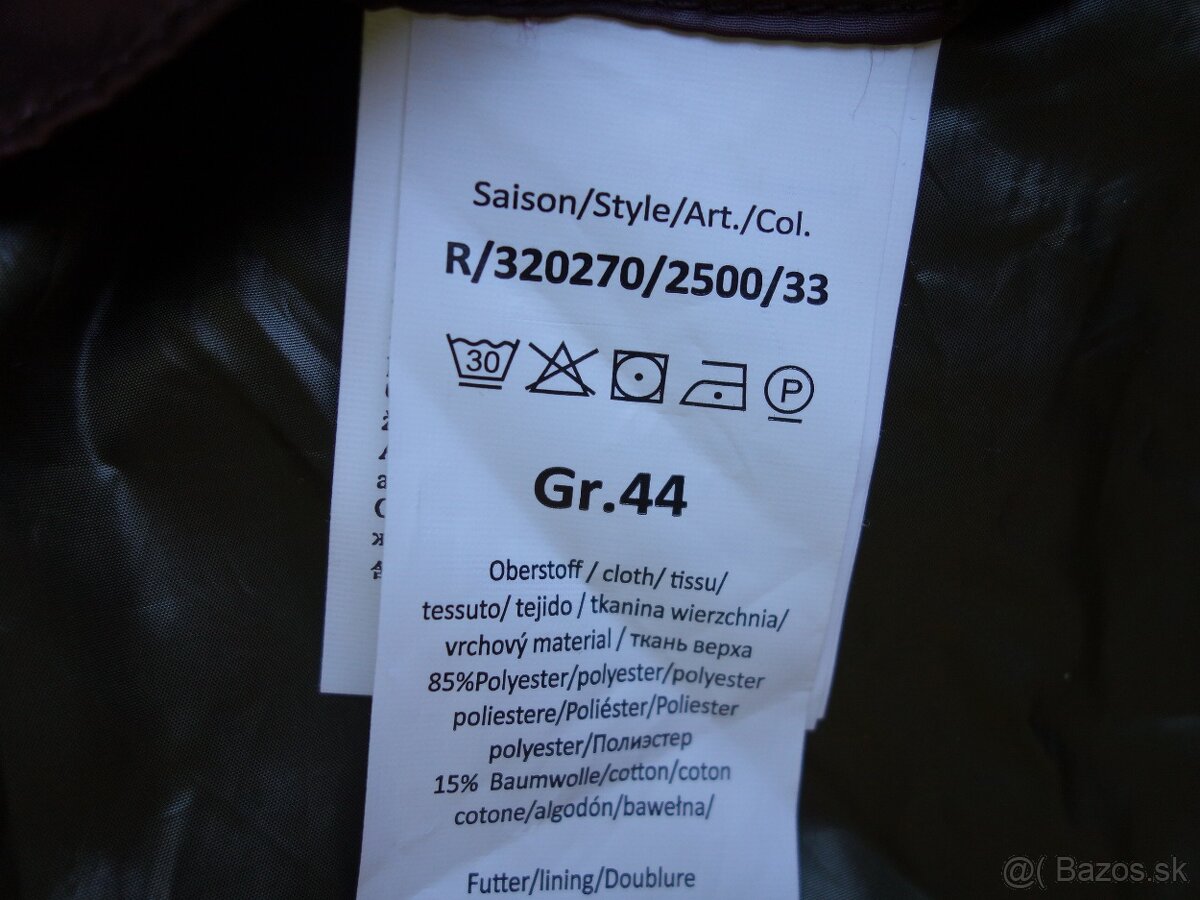 Saison/Style/Art./Col.
R/320270/2500/33
30
P
Gr.44
Oberstoff / cloth/ tissu/
tessuto/ tejido / tkanina wierzchnia/
vrchový material / ткань верха
85%Polyester/polyester/polyester
poliestere/Poliéster/Poliester
polyester/Полиэстер
15% Baumwolle/cotton/coton
cotone/algodón/bawełna/
Futter/lining/Doublure
@( Bazos.sk